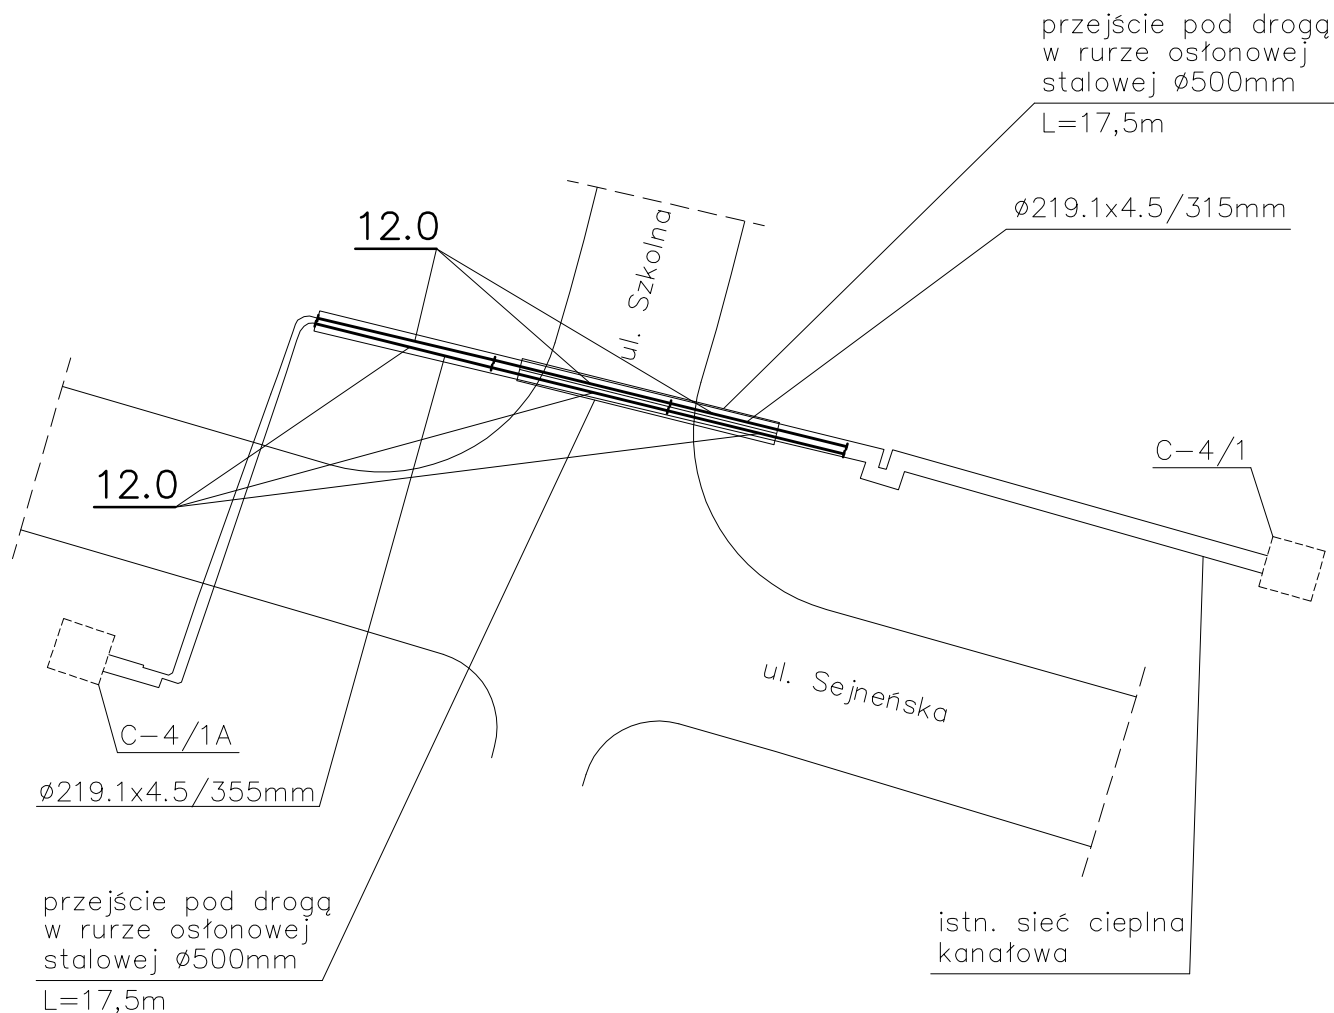 przejście pod drogą
w rurze osłonowej
stalowej ø500mm
L=17,5m
ø219.1x4.5/315mm
12.0
ul. Szkolna
12.0
C-4/1
ul. Sejneńska
C-4/1A
ø219.1x4.5/355mm
przejście pod drogą
w rurze osłonowej
stalowej ø500mm
L=17,5m
istn. sieć cieplna
kanałowa